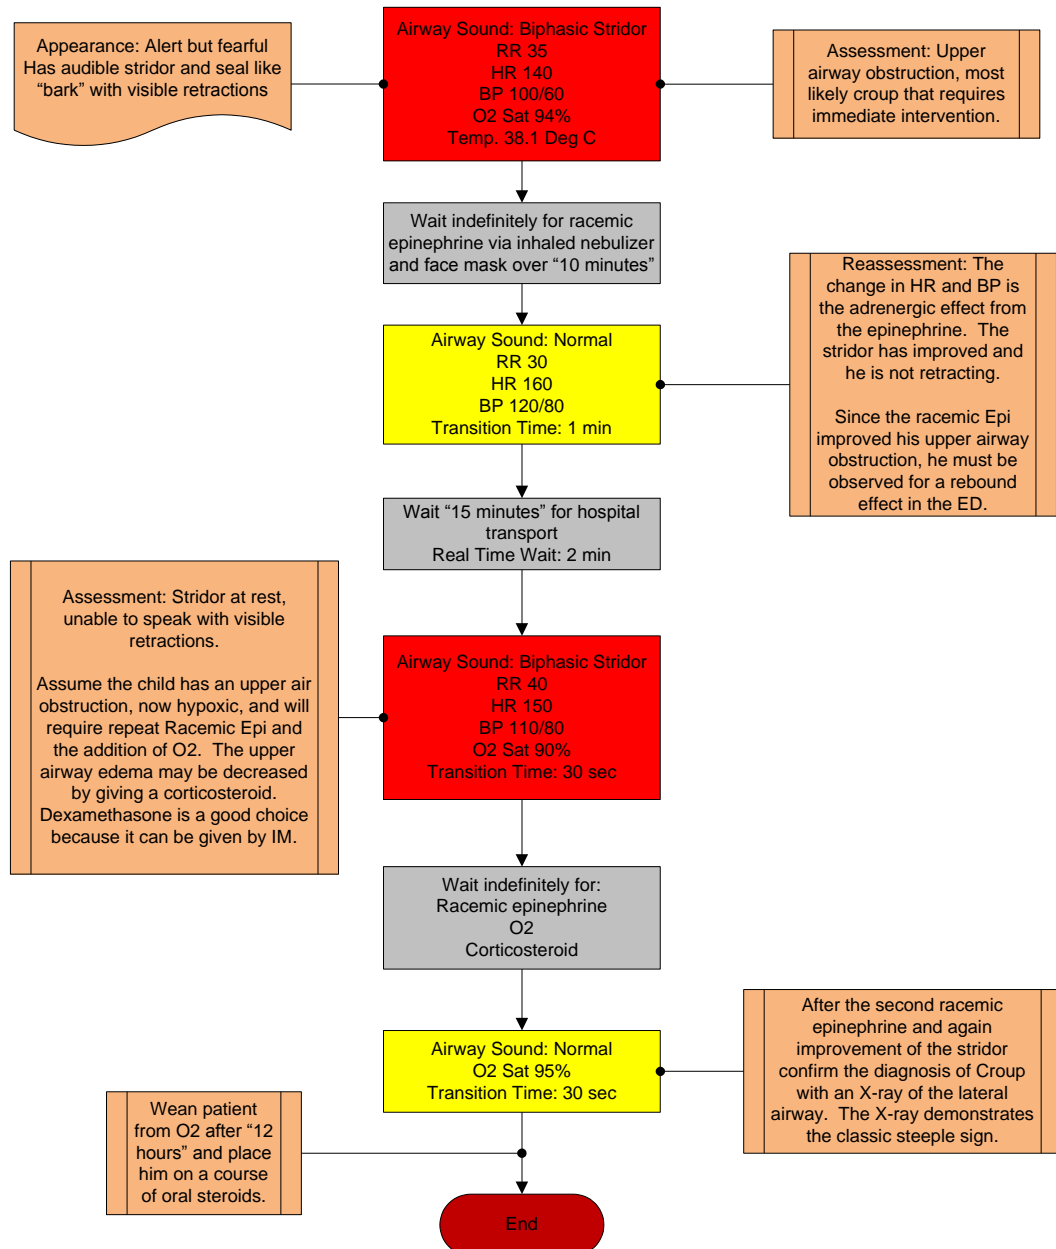 Appearance: Alert but fearful
Has audible stridor and seal like
“bark” with visible retractions
Airway Sound: Biphasic Stridor
RR 35
HR 140
BP 100/60
O2 Sat 94%
Temp. 38.1 Deg C
Assessment: Upper
airway obstruction, most
likely croup that requires
immediate intervention.
Wait indefinitely for racemic
epinephrine via inhaled nebulizer
and face mask over “10 minutes”
Airway Sound: Normal
RR 30
HR 160
BP 120/80
Transition Time: 1 min
Reassessment: The
change in HR and BP is
the adrenergic effect from
the epinephrine. The
stridor has improved and
he is not retracting.
Since the racemic Epi
improved his upper airway
obstruction, he must be
observed for a rebound
effect in the ED.
Wait “15 minutes” for hospital
transport
Real Time Wait: 2 min
Assessment: Stridor at rest,
unable to speak with visible
retractions.
Assume the child has an upper air
obstruction, now hypoxic, and will
require repeat Racemic Epi and
the addition of O2. The upper
airway edema may be decreased
by giving a corticosteroid.
Dexamethasone is a good choice
because it can be given by IM.
Airway Sound: Biphasic Stridor
RR 40
HR 150
BP 110/80
O2 Sat 90%
Transition Time: 30 sec
Wait indefinitely for:
Racemic epinephrine
O2
Corticosteroid
Airway Sound: Normal
O2 Sat 95%
Transition Time: 30 sec
After the second racemic
epinephrine and again
improvement of the stridor
confirm the diagnosis of Croup
with an X-ray of the lateral
airway. The X-ray demonstrates
the classic steeple sign.
Wean patient
from O2 after “12
hours” and place
him on a course
of oral steroids.
End